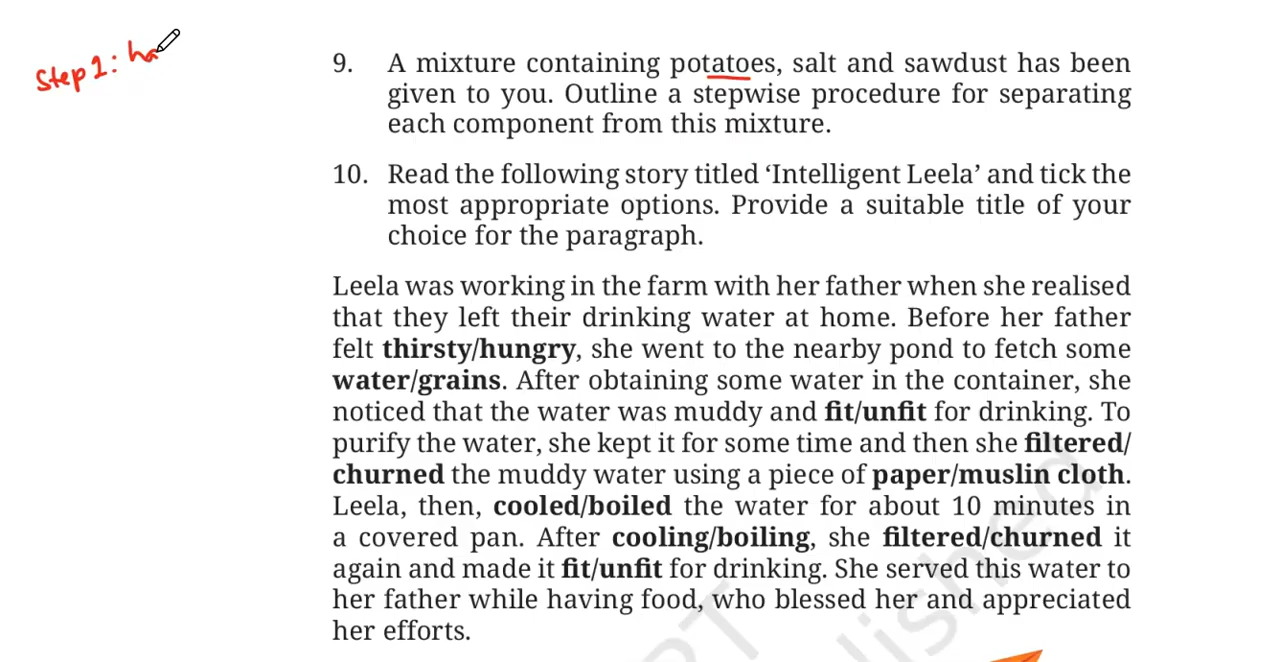 Step 1: ha
9. A mixture containing potatoes, salt and sawdust has been
given to you. Outline a stepwise procedure for separating
each component from this mixture.
10. Read the following story titled ‘Intelligent Leela’ and tick the
most appropriate options. Provide a suitable title of your
choice for the paragraph.
Leela was working in the farm with her father when she realised
that they left their drinking water at home. Before her father
felt thirsty/hungry, she went to the nearby pond to fetch some
water/grains. After obtaining some water in the container, she
noticed that the water was muddy and fit/unfit for drinking. To
purify the water, she kept it for some time and then she filtered/
churned the muddy water using a piece of paper/muslin cloth.
Leela, then, cooled/boiled the water for about 10 minutes in
a covered pan. After cooling/boiling, she filtered/churned it
again and made it fit/unfit for drinking. She served this water to
her father while having food, who blessed her and appreciated
her efforts.